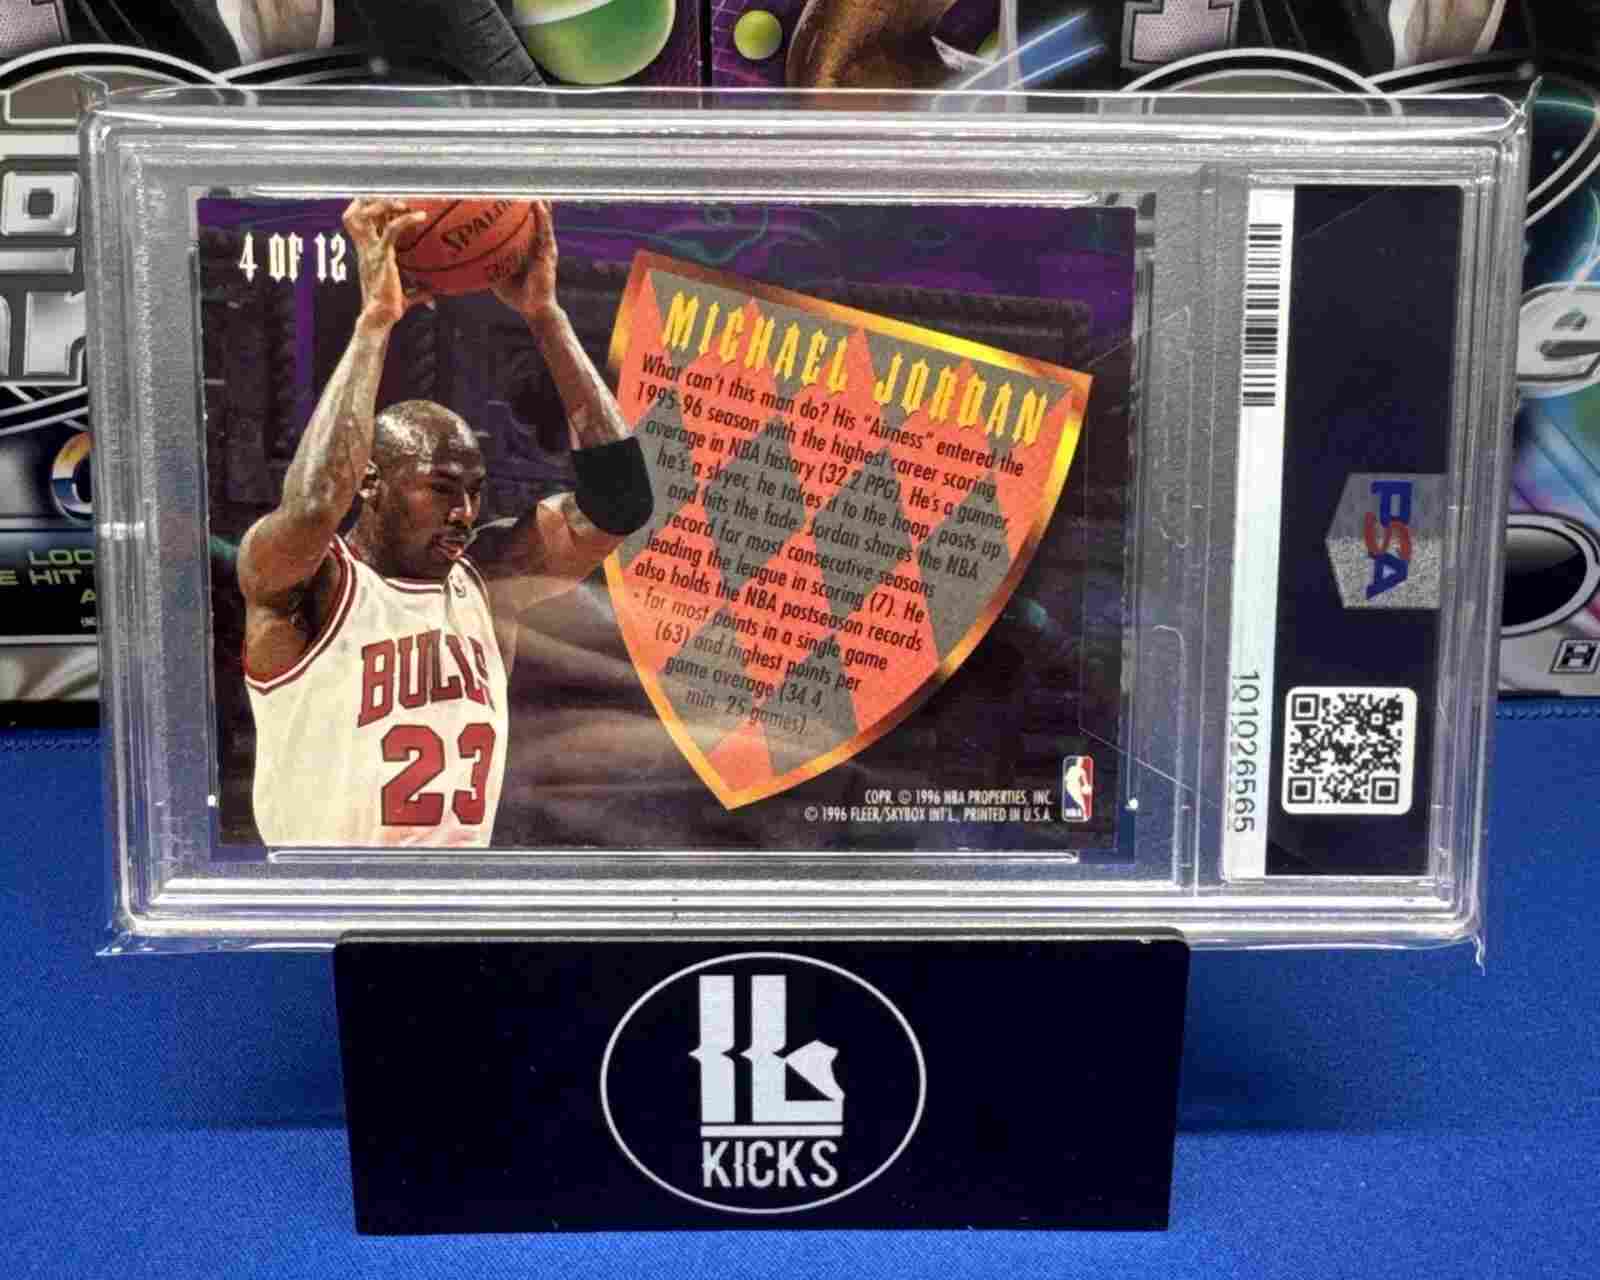 4 OF 12
SPALDI
MICHAEL JORDAN
What can't this man do? His "Airness" entered the
1995-96 season with the highest career scoring
average in NBA history (32.2 PPG). He's a gunner,
he's a skyer, he takes it to the hoop, posts up
and hits the fade. Jordan shares the NBA
record for most consecutive seasons
leading the league in scoring (7). He
also holds the NBA postseason records
for most points in a single game
(63) and highest points per
game average (34.4,
min. 25 games).
BULLS
23
COPR. © 1996 NBA PROPERTIES, INC.
© 1996 FLEER/SKYBOX INT'L., PRINTED IN U.S.A.
NBA
101026565
PSA
LOO
E HIT
A
H
KICKS